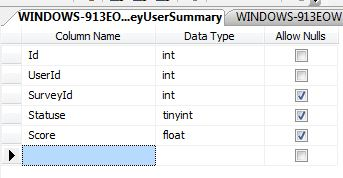 WINDOWS-913EO...eyUserSummary WINDOWS-913EOW
Column Name Data Type Allow Nulls
Id int
UserId int
SurveyId int
Statuse tinyint
Score float